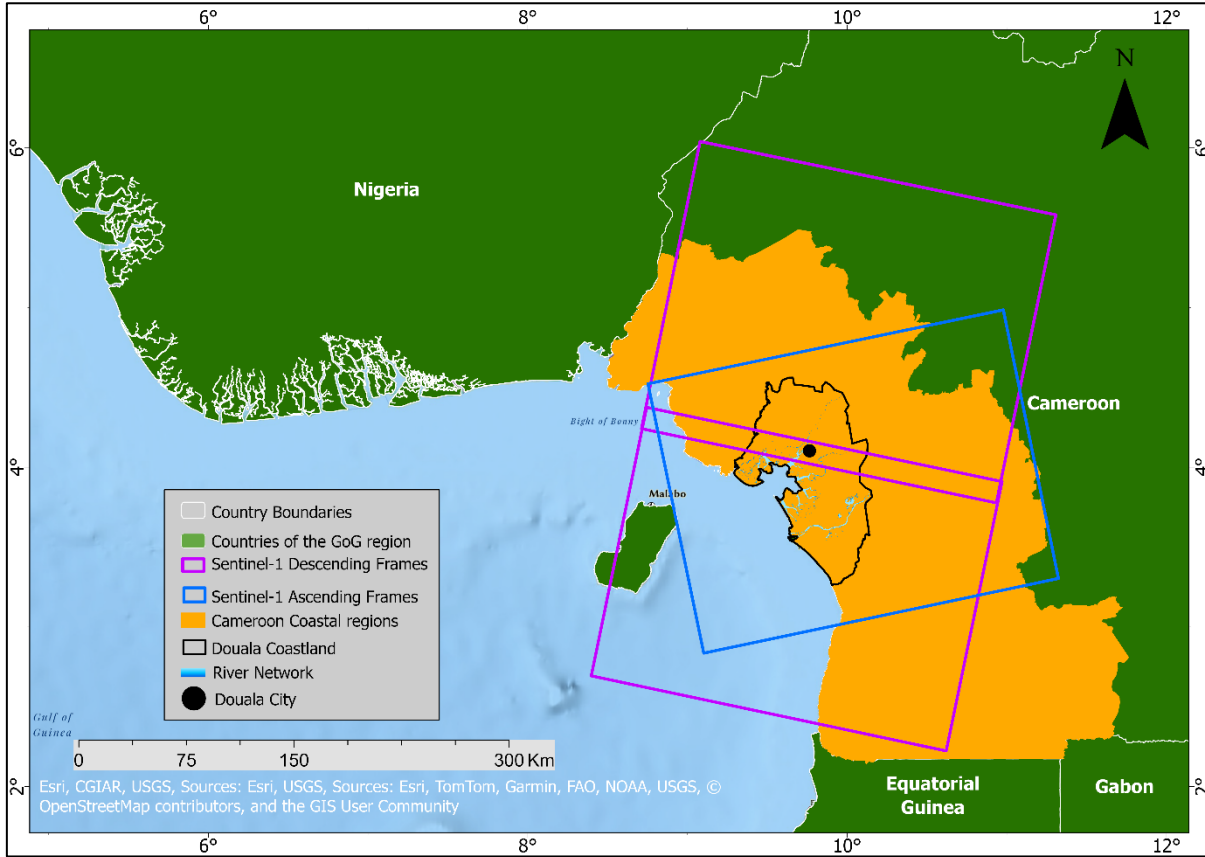 6° 8° 10° 12°
N
6° 6°
Nigeria
Cameroon
Bight of Bonny
4° 4°
Malabo
Country Boundaries
Countries of the GoG region
Sentinel-1 Descending Frames
Sentinel-1 Ascending Frames
Cameroon Coastal regions
Douala Coastland
River Network
Douala City
Gulf of
Guinea
0 75 150 300 Km
Esri, CGIAR, USGS, Sources: Esri, USGS, Sources: Esri, TomTom, Garmin, FAO, NOAA, USGS, ©
OpenStreetMap contributors, and the GIS User Community
Equatorial
Guinea
Gabon
2° 2°
6° 8° 10° 12°